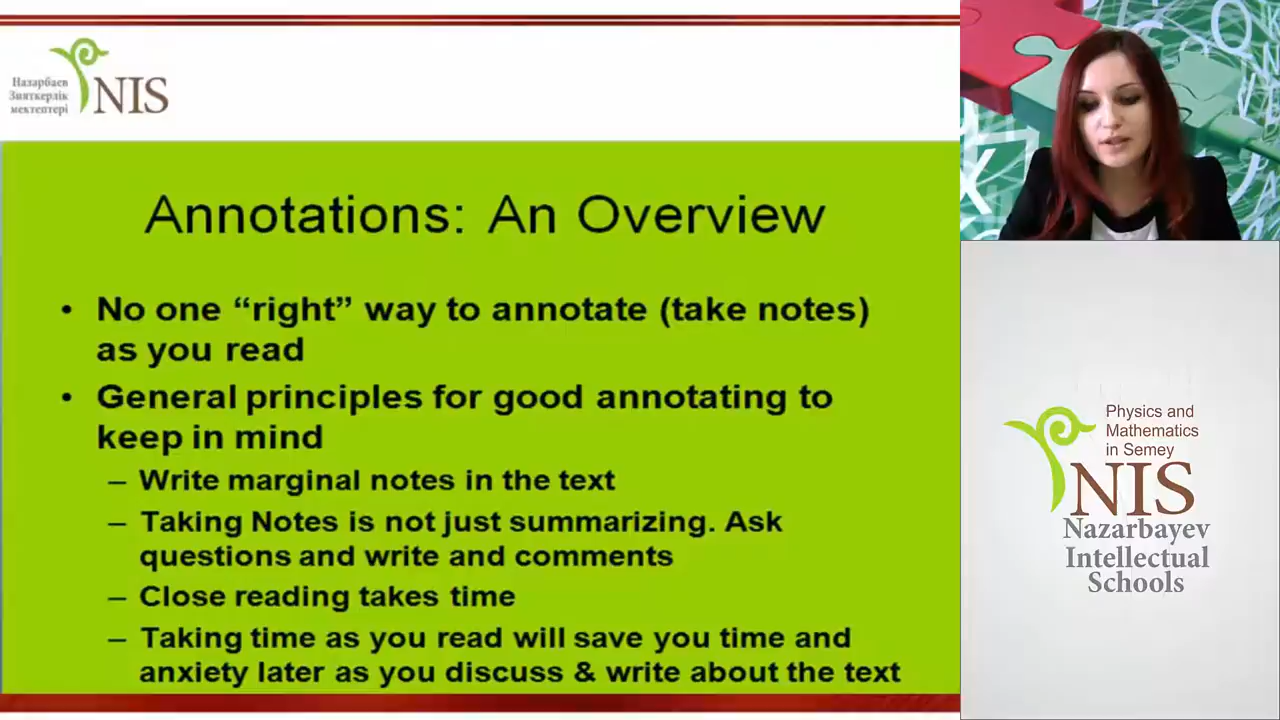 Назарбаев
Зияткерлік
мектептері
NIS
Annotations: An Overview
• No one “right” way to annotate (take notes)
as you read
• General principles for good annotating to
keep in mind
– Write marginal notes in the text
– Taking Notes is not just summarizing. Ask
questions and write and comments
– Close reading takes time
– Taking time as you read will save you time and
anxiety later as you discuss & write about the text
Physics and
Mathematics
in Semey
NIS
Nazarbayev
Intellectual
Schools